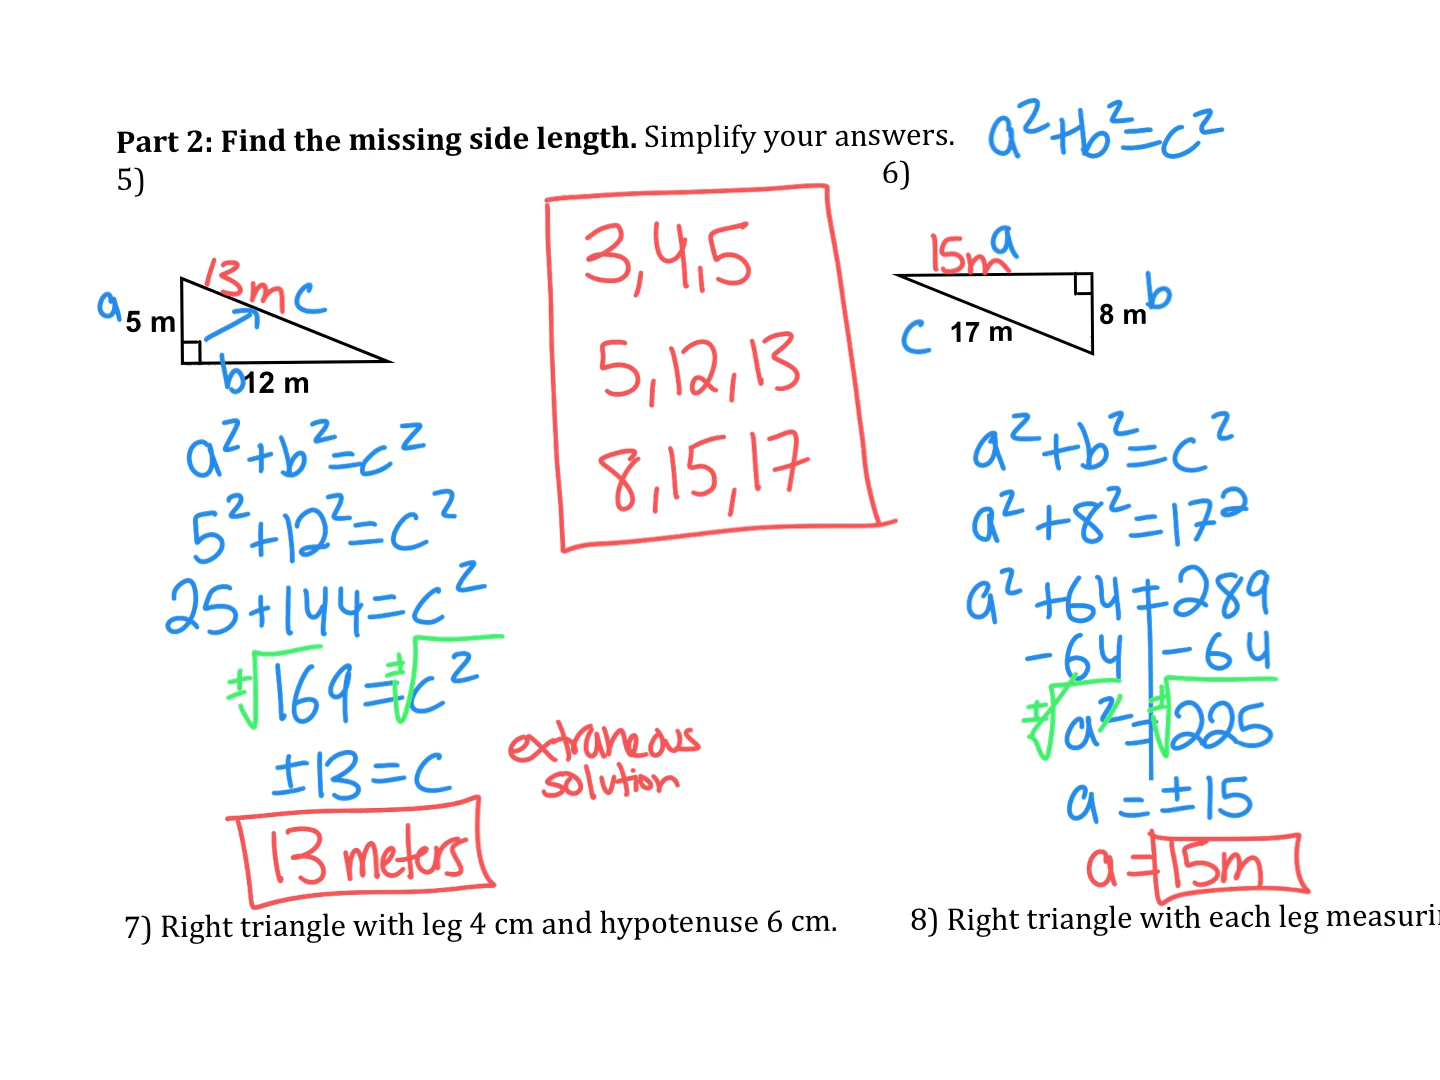 Part 2: Find the missing side length. Simplify your answers.
a²+b²=c²
5)
13m
c
a
5 m
b
12 m
a²+b²=c²
5²+12²=c²
25+144=c²
±√169=±√c²
±13=c
13 meters
extraneous
solution
3,4,5
5,12,13
8,15,17
6)
15m
a
8 m
b
c
17 m
a²+b²=c²
a²+8²=17²
a²+64=289
-64 -64
±√a²=±√225
a=±15
a=15m
7) Right triangle with leg 4 cm and hypotenuse 6 cm.
8) Right triangle with each leg measuri